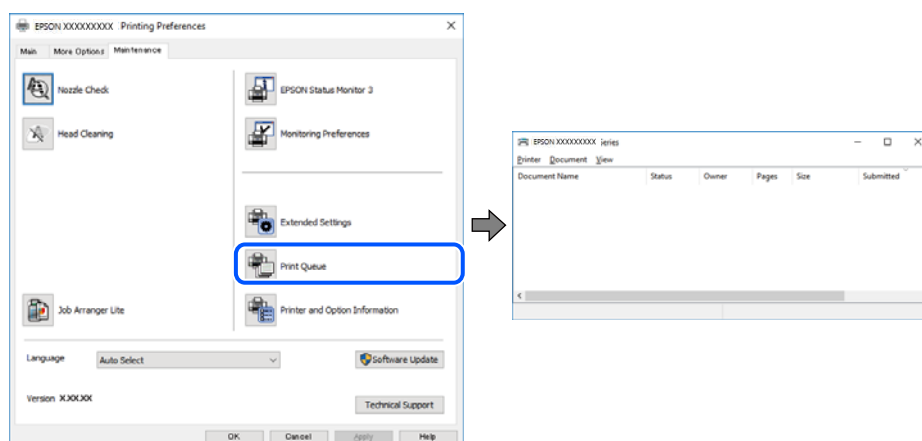 EPSON XXXXXXXXX Printing Preferences
Main More Options Maintenance
Nozzle Check
EPSON Status Monitor 3
Head Cleaning
Monitoring Preferences
Extended Settings
Print Queue
Job Arranger Lite
Printer and Option Information
Language Auto Select
Software Update
Version X.XX.XX
Technical Support
OK Cancel Apply Help
EPSON XXXXXXXXX ieries
Printer Document View
Document Name Status Owner Pages Size Submitted